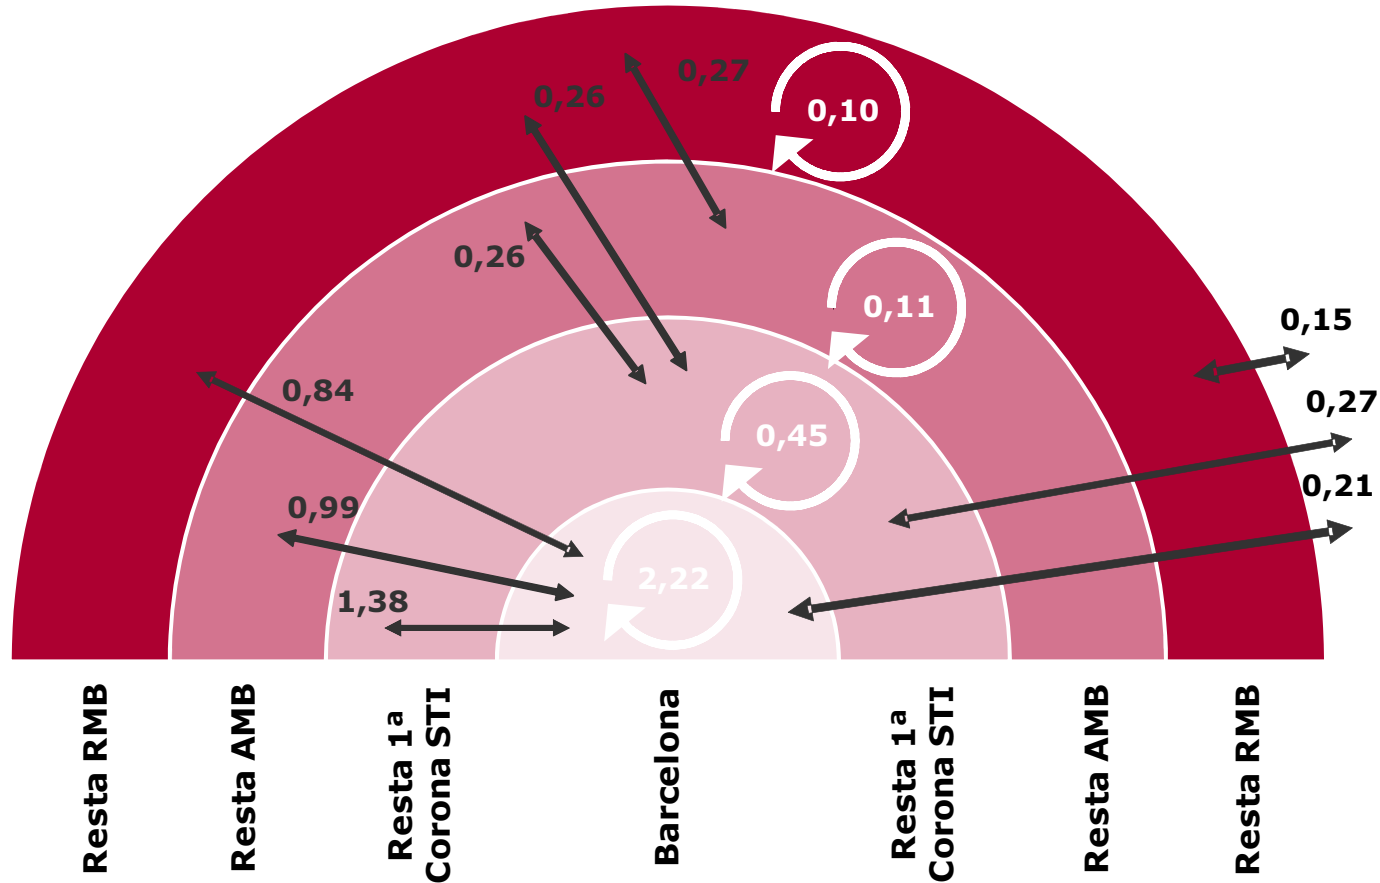 0,27
0,26
0,10
0,26
0,11
0,15
0,84
0,27
0,45
0,21
0,99
2,22
1,38
Resta RMB
Resta AMB
Resta 1ª
Corona STI
Barcelona
Resta 1ª
Corona STI
Resta AMB
Resta RMB